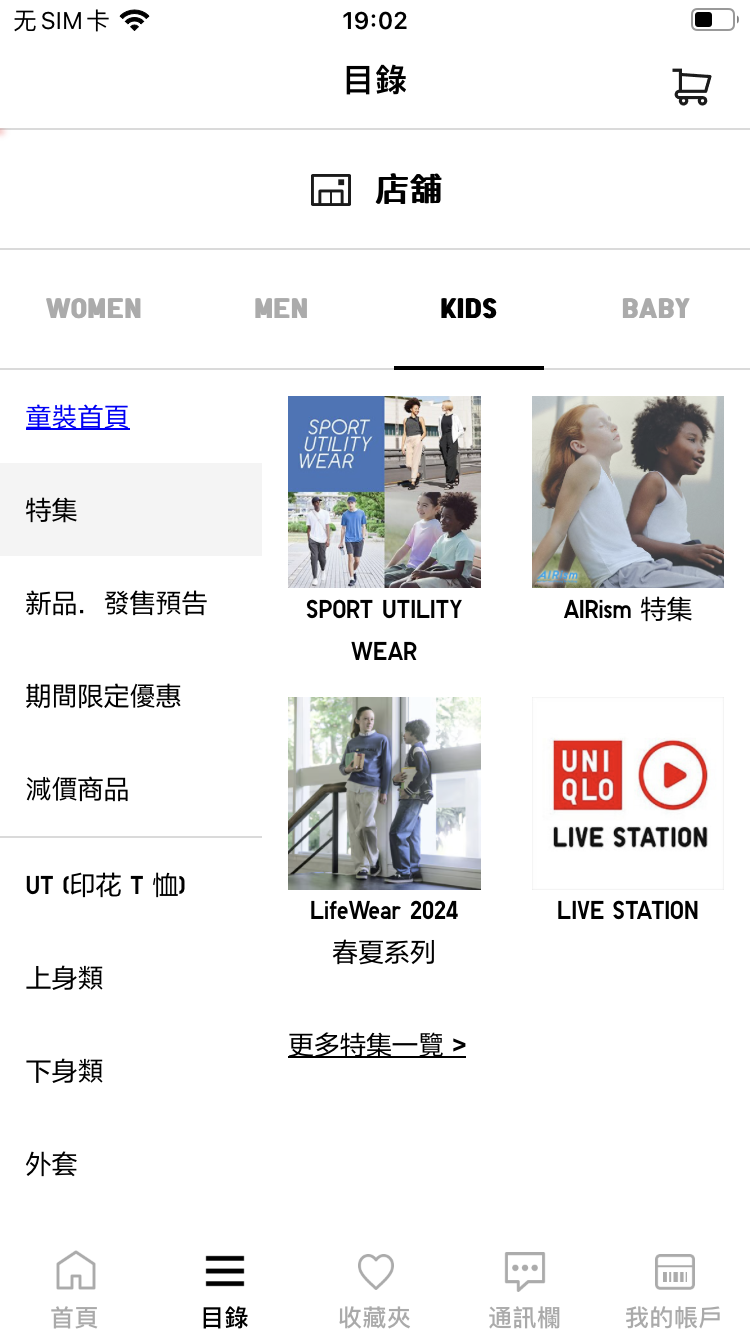 无SIM卡
19:02
目錄
店舖
WOMEN MEN KIDS BABY
童裝首頁
特集
新品．發售預告
期間限定優惠
減價商品
UT (印花 T 恤)
上身類
下身類
外套
SPORT
UTILITY
WEAR
SPORT UTILITY
WEAR
AIRism
AIRism 特集
LifeWear 2024
春夏系列
UNI
QLO
LIVE STATION
LIVE STATION
更多特集一覽 >
首頁 目錄 收藏夾 通訊欄 我的帳戶